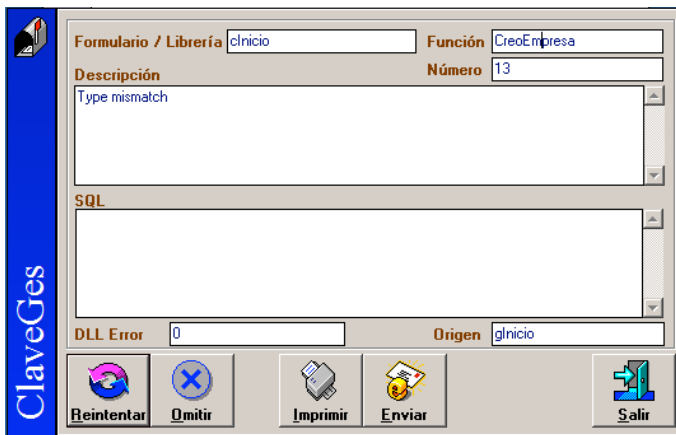 Formulario / Librería cInicio Función CreoEmpresa
Descripción Número 13
Type mismatch
SQL
DLL Error 0 Origen gInicio
Reintentar Omitir Imprimir Enviar Salir
ClaveGes